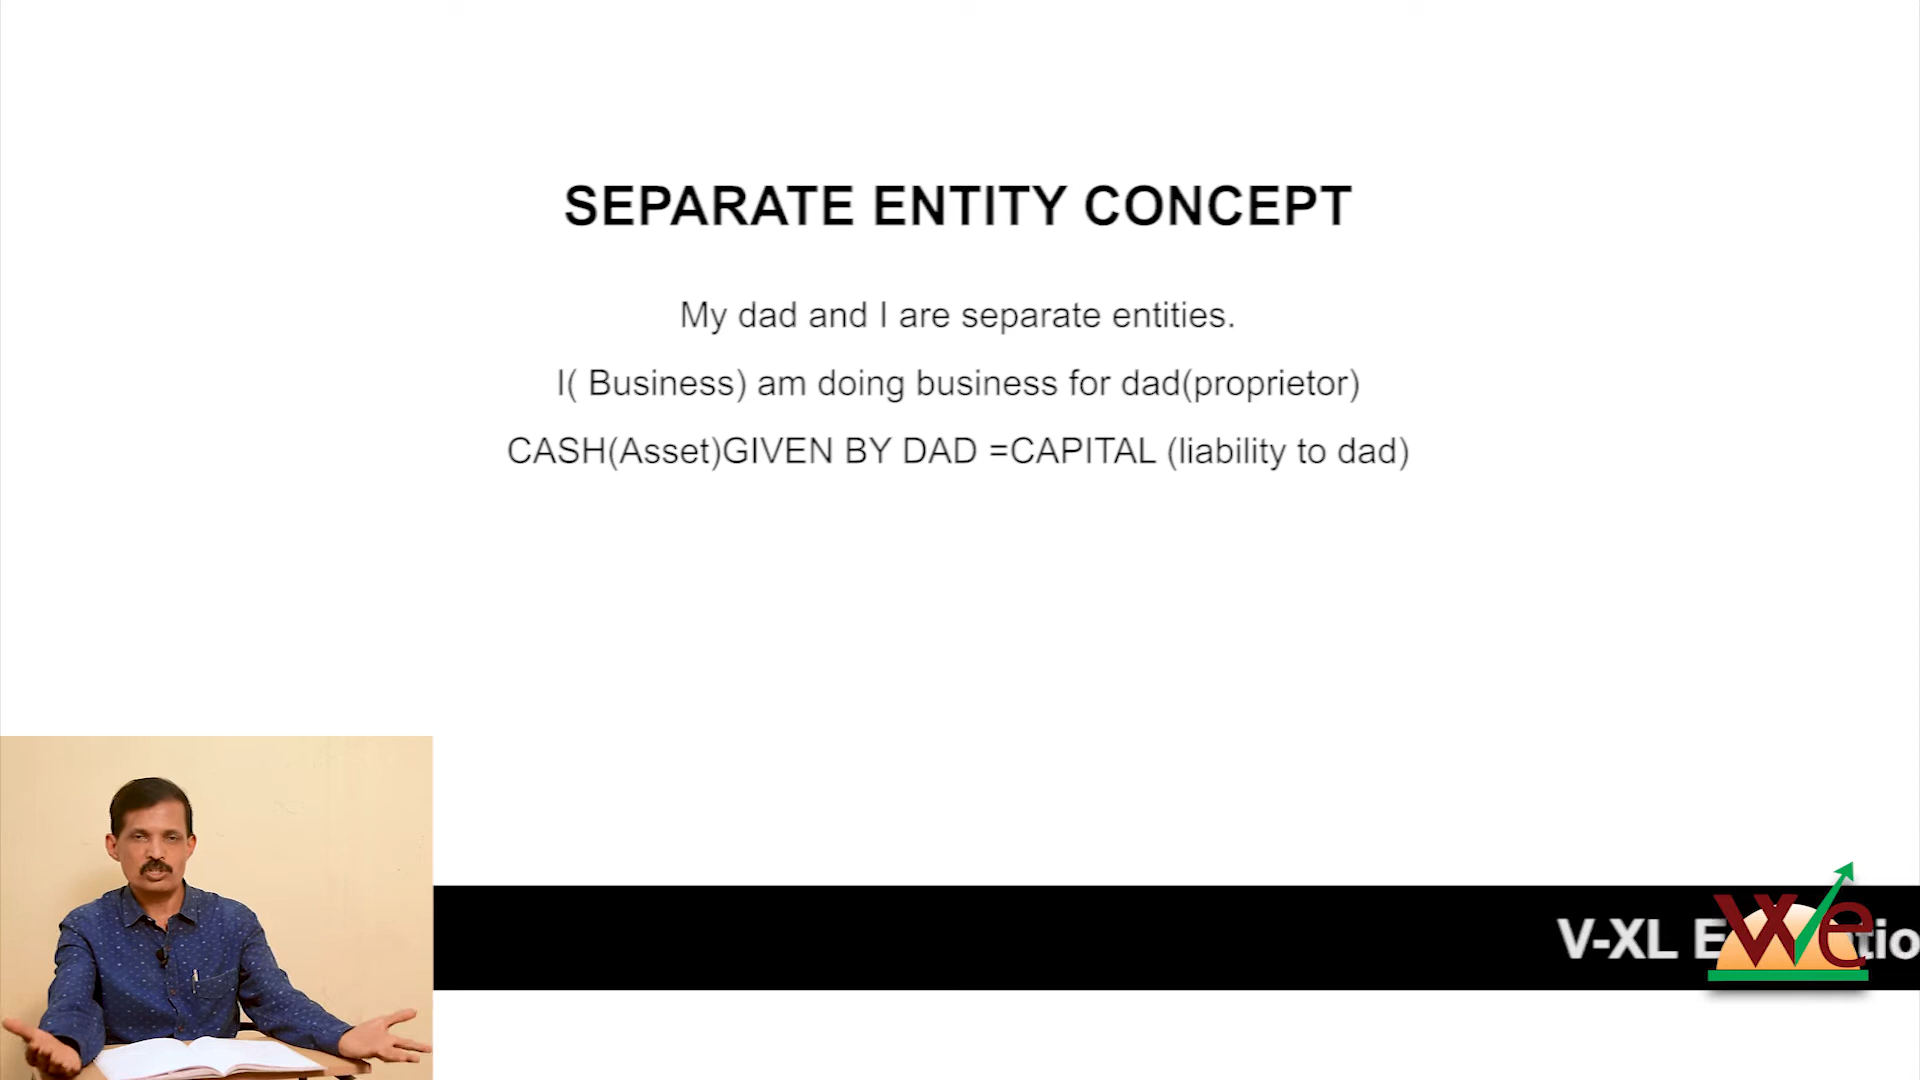 SEPARATE ENTITY CONCEPT
My dad and I are separate entities.
I( Business) am doing business for dad(proprietor)
CASH(Asset)GIVEN BY DAD =CAPITAL (liability to dad)
V-XL
We